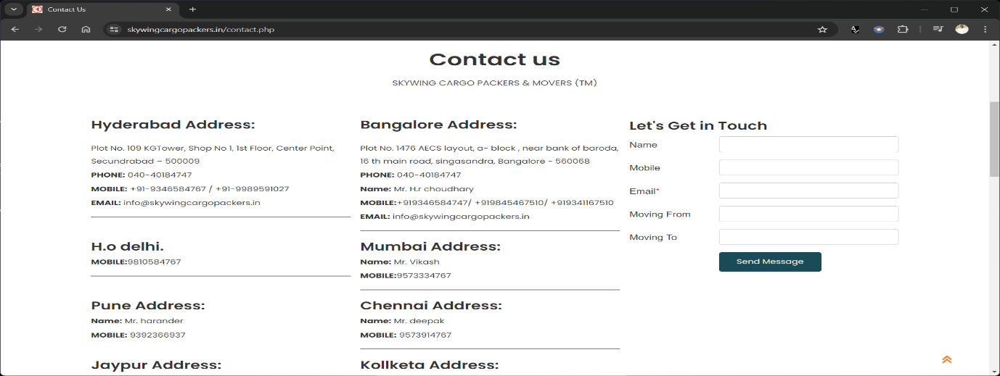 Contact Us
skywingcargopackers.in/contact.php
Contact us
SKYWING CARGO PACKERS & MOVERS (TM)
Hyderabad Address:
Plot No. 109 KGTower, Shop No 1, 1st Floor, Center Point,
Secundrabad – 500009
PHONE: 040-40184747
MOBILE: +91-9346584767 / +91-9989591027
EMAIL: info@skywingcargopackers.in
H.o delhi.
MOBILE:9810584767
Pune Address:
Name: Mr. harander
MOBILE: 9392366937
Jaypur Address:
Bangalore Address:
Plot No. 1476 AECS layout, a- block , near bank of baroda,
16 th main road, singasandra, Bangalore - 560068
PHONE: 040-40184747
Name: Mr. H.r choudhary
MOBILE:+919346584747/ +919845467510/ +919341167510
EMAIL: info@skywingcargopackers.in
Mumbai Address:
Name: Mr. Vikash
MOBILE:9573334767
Chennai Address:
Name: Mr. deepak
MOBILE: 9573914767
Kollketa Address:
Let's Get in Touch
Name
Mobile
Email*
Moving From
Moving To
Send Message